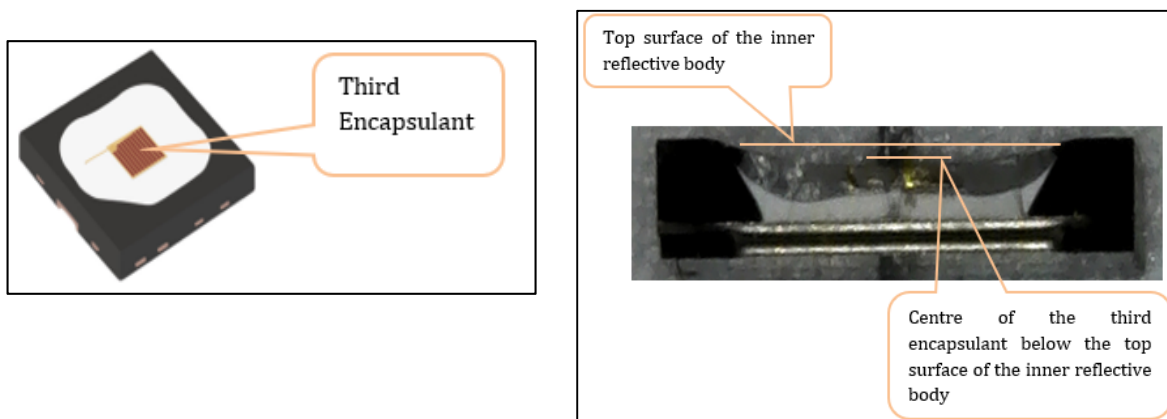 Third
Encapsulant
Top surface of the inner
reflective body
Centre of the third
encapsulant below the top
surface of the inner reflective
body